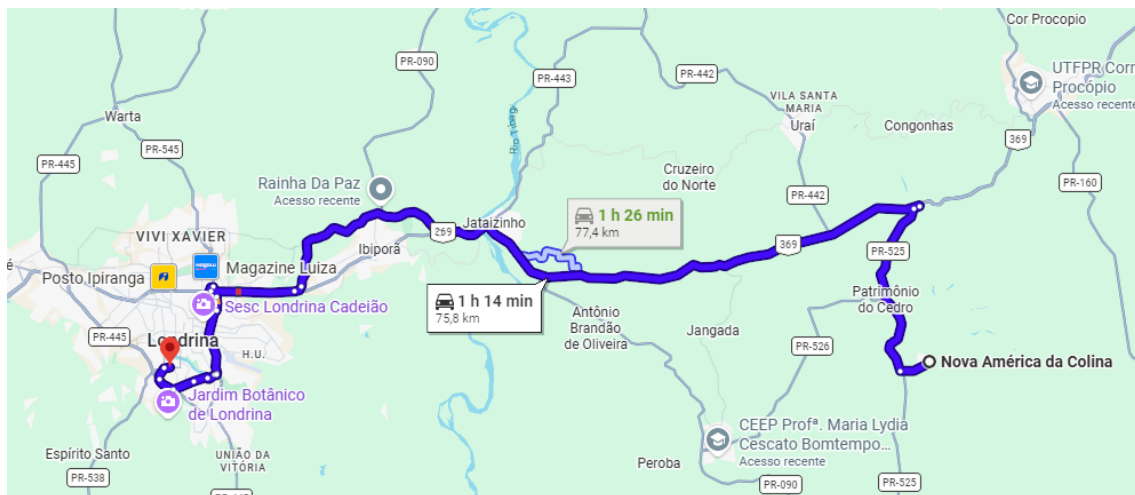 Cor Procopio
PR-090
UTFPR Corn
Procópio
Acesso recente
PR-443
PR-442
VILA SANTA
MARIA
Uraí
Warta
Congonhas
369
PR-545
Rio Tibagi
PR-445
Cruzeiro
do Norte
PR-160
Rainha Da Paz
Acesso recente
PR-442
Jataizinho
1 h 26 min
77,4 km
VIVI XAVIER
369
Ibiporã
369
PR-525
Magazine Luiza
Posto Ipiranga
magalu
1 h 14 min
75,8 km
Patrimônio
do Cedro
Sesc Londrina Cadeião
Antônio
Brandão
de Oliveira
Jangada
PR-445
Londrina
H.U.
PR-526
Nova América da Colina
Jardim Botânico
de Londrina
CEEP Profª. Maria Lydia
Cescato Bomtempo...
Acesso recente
Espírito Santo
UNIÃO DA
VITÓRIA
Peroba
PR-538
PR-090
PR-525